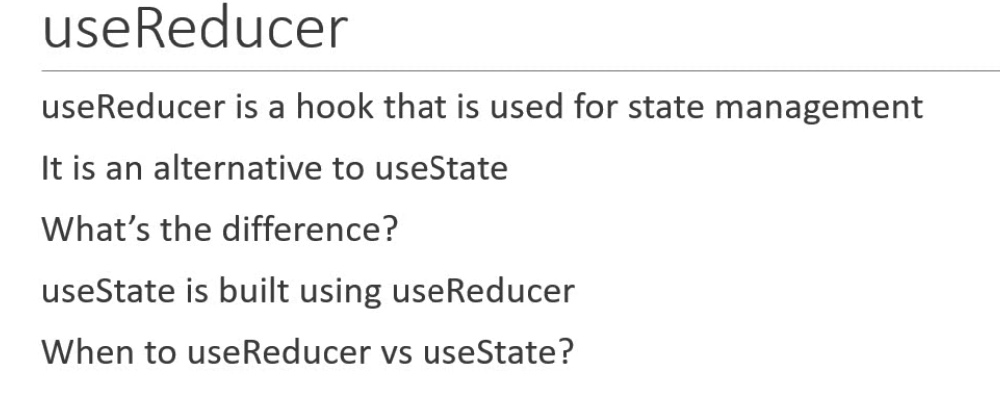 useReducer
useReducer is a hook that is used for state management
It is an alternative to useState
What’s the difference?
useState is built using useReducer
When to useReducer vs useState?